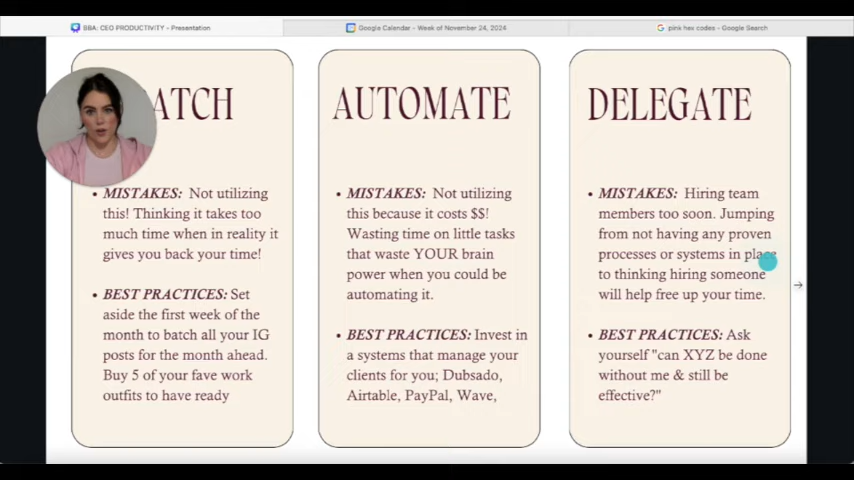 BBA: CEO PRODUCTIVITY - Presentation
Google Calendar - Week of November 24, 2024
pink hex codes - Google Search
ATCH
• MISTAKES: Not utilizing
this! Thinking it takes too
much time when in reality it
gives you back your time!
• BEST PRACTICES: Set
aside the first week of the
month to batch all your IG
posts for the month ahead.
Buy 5 of your fave work
outfits to have ready
AUTOMATE
• MISTAKES: Not utilizing
this because it costs $$!
Wasting time on little tasks
that waste YOUR brain
power when you could be
automating it.
• BEST PRACTICES: Invest in
a systems that manage your
clients for you; Dubsado,
Airtable, PayPal, Wave,
DELEGATE
• MISTAKES: Hiring team
members too soon. Jumping
from not having any proven
processes or systems in place
to thinking hiring someone
will help free up your time.
• BEST PRACTICES: Ask
yourself "can XYZ be done
without me & still be
effective?"